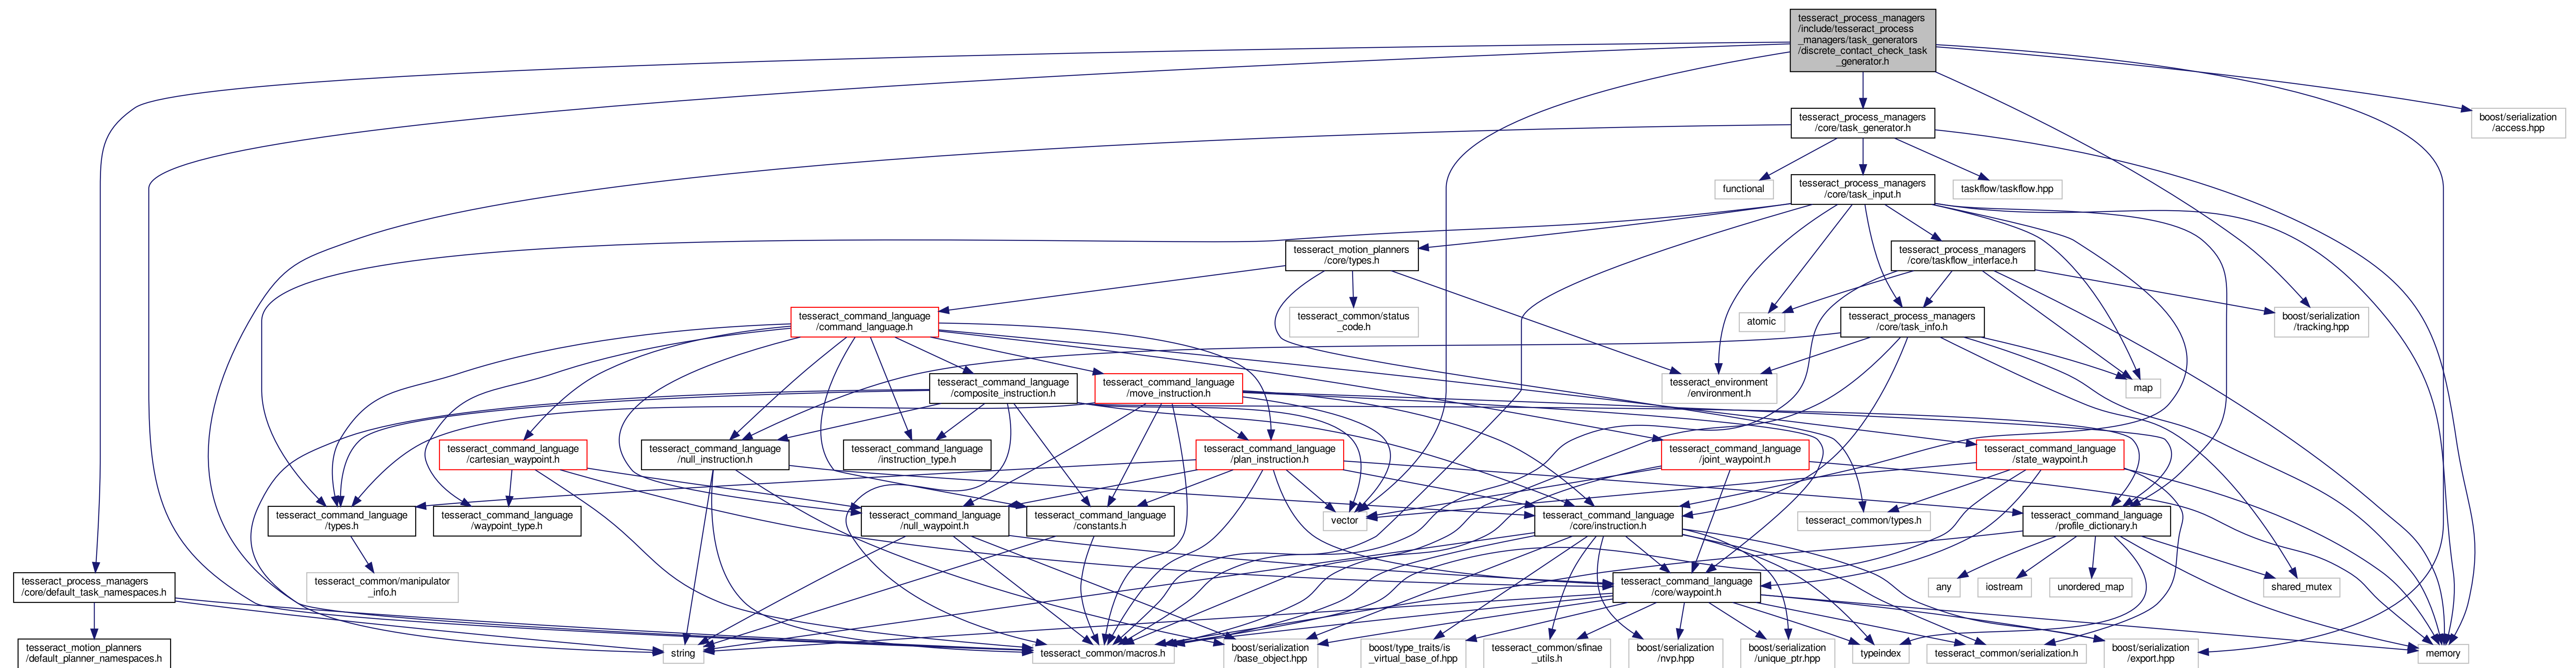 tesseract_process_managers
/include/tesseract_process
_managers/task_generators
/discrete_contact_check_task
_generator.h
tesseract_process_managers
/core/task_generator.h
boost/serialization
/access.hpp
functional
tesseract_process_managers
/core/task_input.h
taskflow/taskflow.hpp
tesseract_motion_planners
/core/types.h
tesseract_process_managers
/core/taskflow_interface.h
tesseract_command_language
/command_language.h
tesseract_common/status
_code.h
atomic
tesseract_process_managers
/core/task_info.h
boost/serialization
/tracking.hpp
tesseract_command_language
/composite_instruction.h
tesseract_command_language
/move_instruction.h
tesseract_environment
/environment.h
map
tesseract_command_language
/cartesian_waypoint.h
tesseract_command_language
/null_instruction.h
tesseract_command_language
/instruction_type.h
tesseract_command_language
/plan_instruction.h
tesseract_command_language
/joint_waypoint.h
tesseract_command_language
/state_waypoint.h
tesseract_command_language
/types.h
tesseract_command_language
/waypoint_type.h
tesseract_command_language
/null_waypoint.h
tesseract_command_language
/constants.h
vector
tesseract_command_language
/core/instruction.h
tesseract_common/types.h
tesseract_command_language
/profile_dictionary.h
tesseract_process_managers
/core/default_task_namespaces.h
tesseract_common/manipulator
_info.h
tesseract_command_language
/core/waypoint.h
any
iostream
unordered_map
shared_mutex
tesseract_motion_planners
/default_planner_namespaces.h
string
tesseract_common/macros.h
boost/serialization
/base_object.hpp
boost/type_traits/is
_virtual_base_of.hpp
tesseract_common/sfinae
_utils.h
boost/serialization
/nvp.hpp
boost/serialization
/unique_ptr.hpp
typeindex
tesseract_common/serialization.h
boost/serialization
/export.hpp
memory